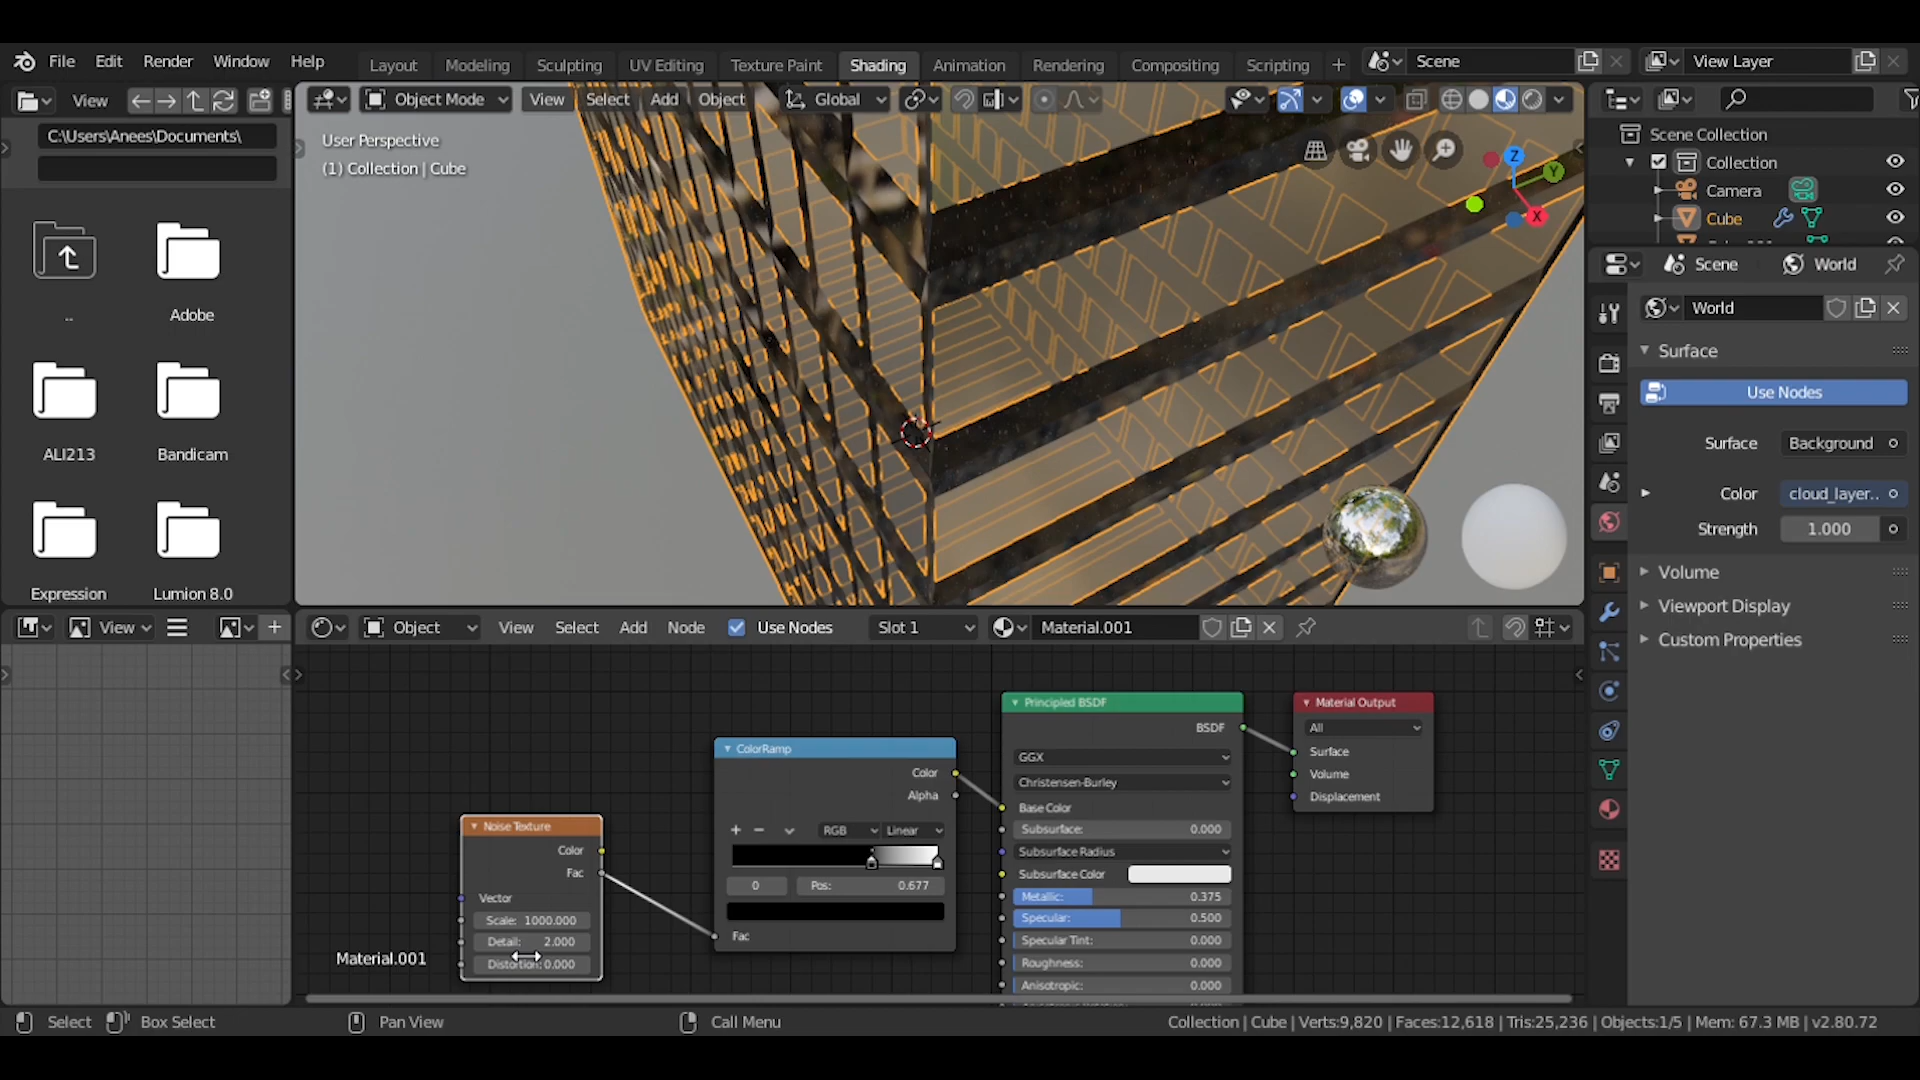 File Edit Render Window Help Layout Modeling Sculpting UV Editing Texture Paint Shading Animation Rendering Compositing Scripting + Scene View Layer
View Object Mode View Select Add Object Global
C:\Users\Anees\Documents\
User Perspective
(1) Collection | Cube
Z
Y
X
Scene Collection
Collection
Camera
Cube
..
Adobe
ALI213
Bandicam
Expression
Lumion 8.0
Scene World
World
Surface
Use Nodes
Surface Background
Color cloud_layer..
Strength 1.000
Volume
Viewport Display
Custom Properties
View Object View Select Add Node Use Nodes Slot 1 Material.001
Noise Texture
Color
Fac
Vector
Scale: 1000.000
Detail: 2.000
Distortion: 0.000
Material.001
ColorRamp
Color
Alpha
RGB Linear
0 Pos: 0.677
Fac
Principled BSDF
BSDF
GGX
Christensen-Burley
Base Color
Subsurface: 0.000
Subsurface Radius
Subsurface Color
Metallic: 0.375
Specular: 0.500
Specular Tint: 0.000
Roughness: 0.000
Anisotropic: 0.000
Material Output
All
Surface
Volume
Displacement
Select Box Select Pan View Call Menu Collection | Cube | Verts:9,820 | Faces:12,618 | Tris:25,236 | Objects:1/5 | Mem: 67.3 MB | v2.80.72